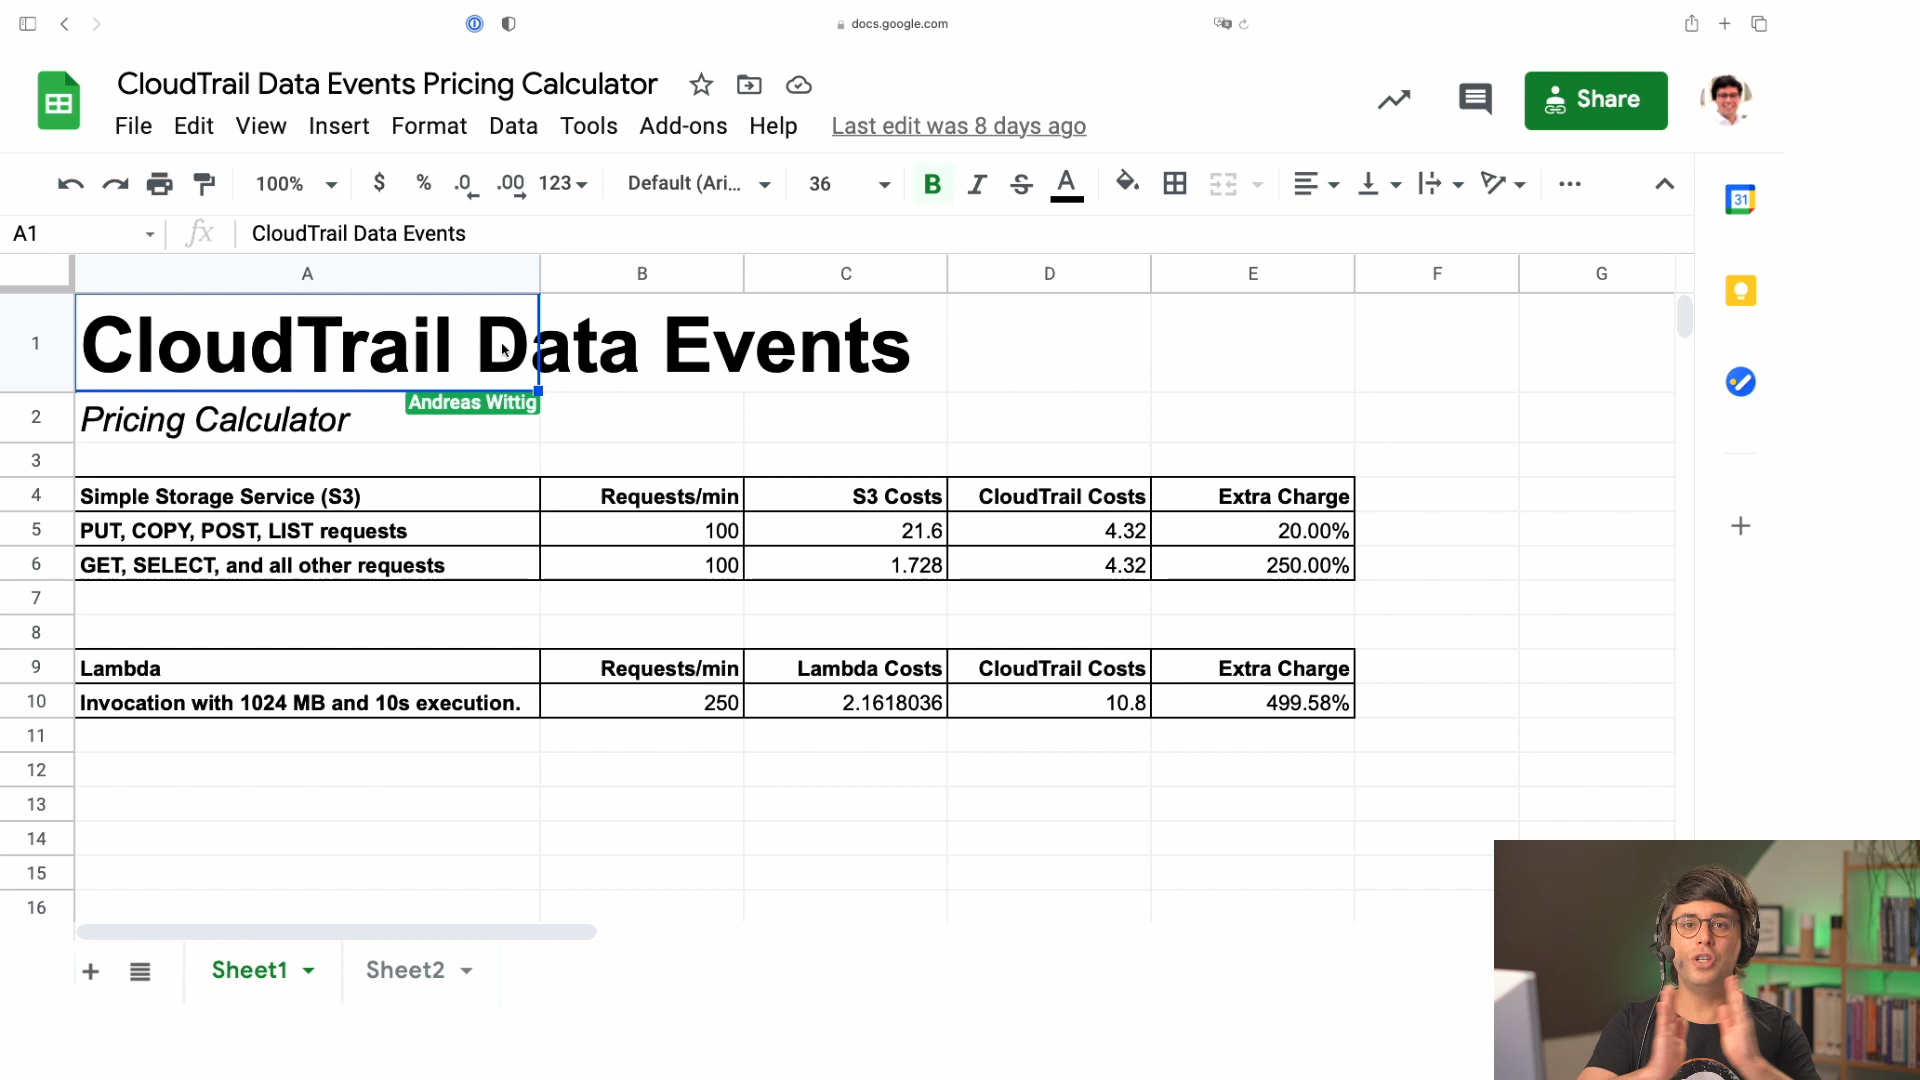 docs.google.com
CloudTrail Data Events Pricing Calculator
Share
File Edit View Insert Format Data Tools Add-ons Help Last edit was 8 days ago
100% $ % .0 .00 123 Default (Ari... 36 B I S A
31
A1 fx CloudTrail Data Events
A B C D E F G
1 CloudTrail Data Events
Andreas Wittig
2 Pricing Calculator
3
4 Simple Storage Service (S3) Requests/min S3 Costs CloudTrail Costs Extra Charge
5 PUT, COPY, POST, LIST requests 100 21.6 4.32 20.00%
6 GET, SELECT, and all other requests 100 1.728 4.32 250.00%
7
8
9 Lambda Requests/min Lambda Costs CloudTrail Costs Extra Charge
10 Invocation with 1024 MB and 10s execution. 250 2.1618036 10.8 499.58%
11
12
13
14
15
16
Sheet1 Sheet2